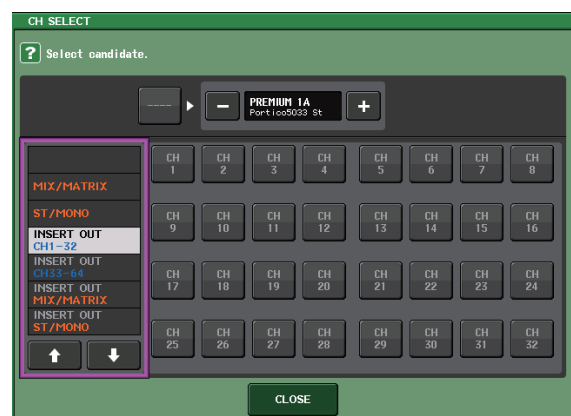 CH SELECT
? Select candidate.
---- PREMIUM 1A
Portico5033 St
MIX/MATRIX
ST/MONO
INSERT OUT
CH1-32
INSERT OUT
CH33-64
INSERT OUT
MIX/MATRIX
INSERT OUT
ST/MONO
CH 1 CH 2 CH 3 CH 4 CH 5 CH 6 CH 7 CH 8
CH 9 CH 10 CH 11 CH 12 CH 13 CH 14 CH 15 CH 16
CH 17 CH 18 CH 19 CH 20 CH 21 CH 22 CH 23 CH 24
CH 25 CH 26 CH 27 CH 28 CH 29 CH 30 CH 31 CH 32
CLOSE